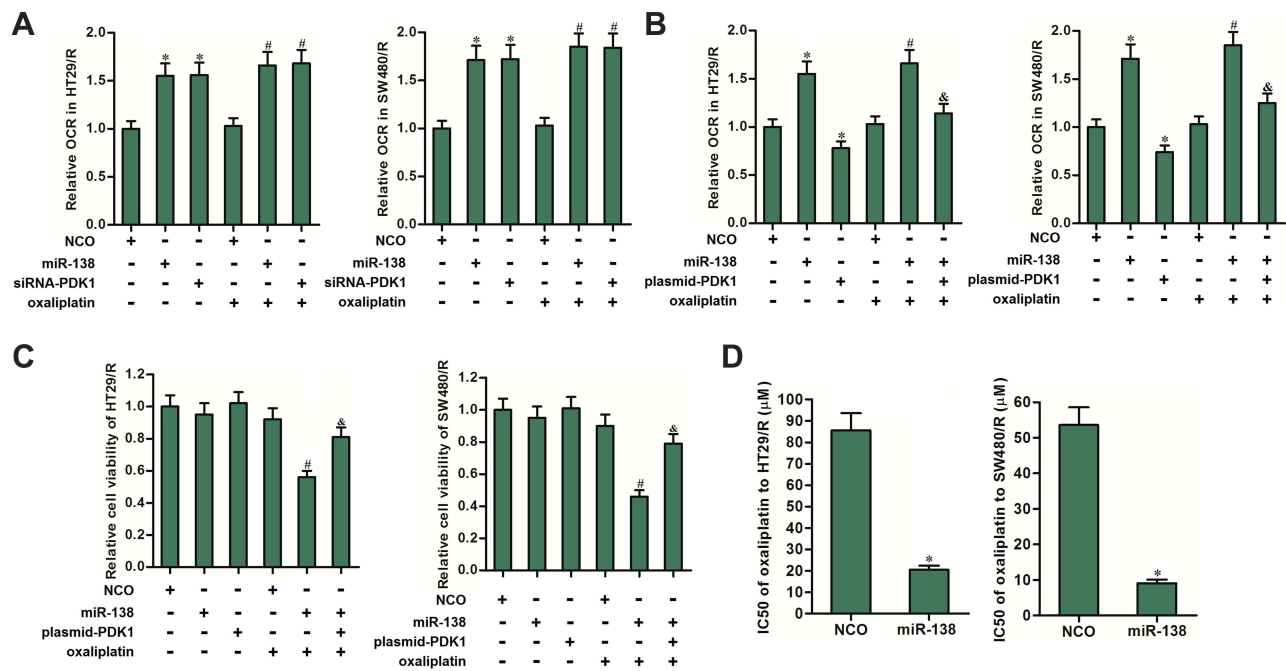 A
Relative OCR in HT29/R
2.0
1.5
1.0
0.5
0.0
* * # #
NCO + - - + - -
miR-138 - + - - + -
siRNA-PDK1 - - + - - +
oxaliplatin - - - + + +
Relative OCR in SW480/R
2.0
1.5
1.0
0.5
0.0
* * # #
NCO + - - + - -
miR-138 - + - - + -
siRNA-PDK1 - - + - - +
oxaliplatin - - - + + +
B
Relative OCR in HT29/R
2.0
1.5
1.0
0.5
0.0
* * # &
NCO + - - + - -
miR-138 - + - - + +
plasmid-PDK1 - - + - - +
oxaliplatin - - - + + +
Relative OCR in SW480/R
2.0
1.5
1.0
0.5
0.0
* * # &
NCO + - - + - -
miR-138 - + - - + +
plasmid-PDK1 - - + - - +
oxaliplatin - - - + + +
C
Relative cell viability of HT29/R
1.2
1.0
0.8
0.6
0.4
0.2
0.0
# &
NCO + - - + - -
miR-138 - + - - + +
plasmid-PDK1 - - + - - +
oxaliplatin - - - + + +
Relative cell viability of SW480/R
1.2
1.0
0.8
0.6
0.4
0.2
0.0
# &
NCO + - - + - -
miR-138 - + - - + +
plasmid-PDK1 - - + - - +
oxaliplatin - - - + + +
D
IC50 of oxaliplatin to HT29/R (μM)
100
90
80
70
60
50
40
30
20
10
0
*
NCO miR-138
IC50 of oxaliplatin to SW480/R (μM)
60
50
40
30
20
10
0
*
NCO miR-138